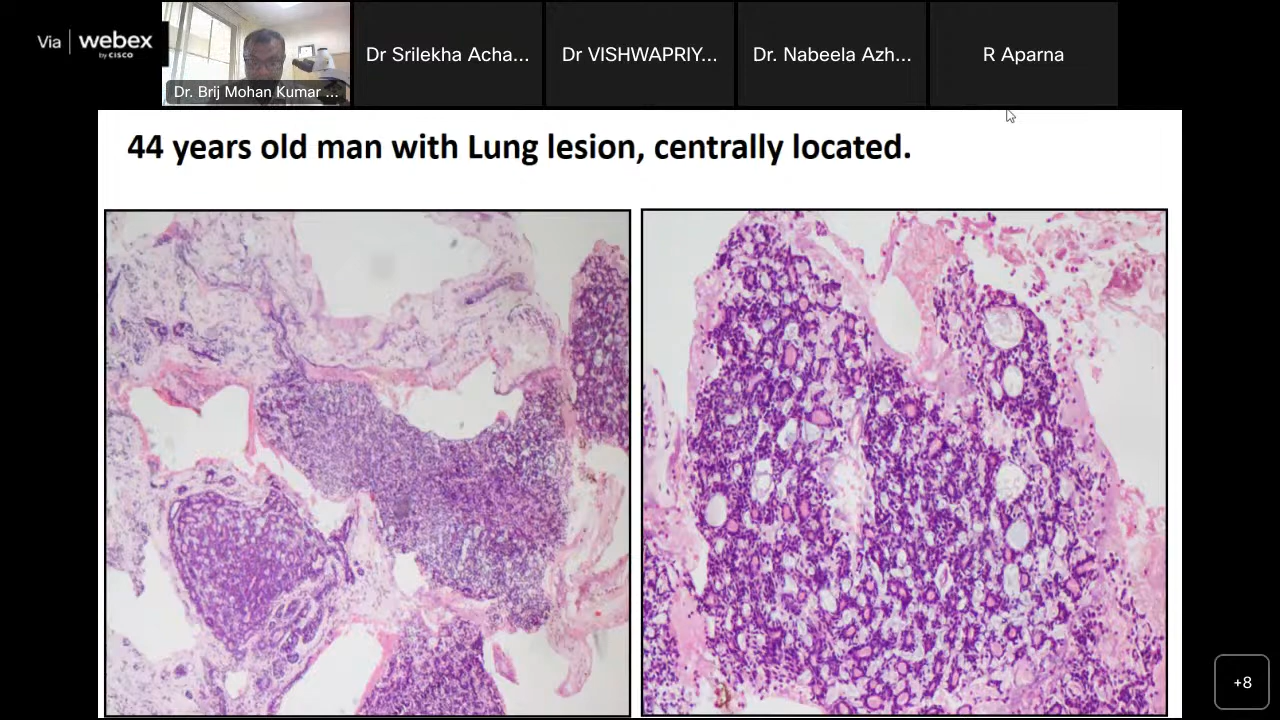 Via webex
by CISCO
Dr. Brij Mohan Kumar ...
Dr Srilekha Acha...
Dr VISHWAPRIY...
Dr. Nabeela Azh...
R Aparna
44 years old man with Lung lesion, centrally located.
+8